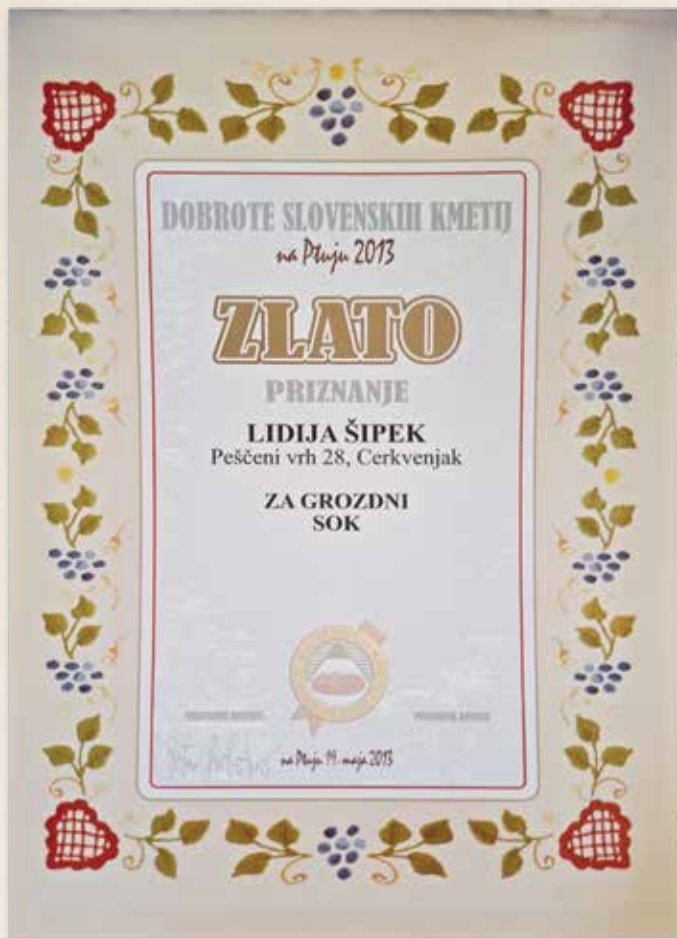 DOBROTE SLOVENSKIH KMETIJ
na Ptuju 2013
ZLATO
PRIZNANJE
LIDIJA ŠIPEK
Peščeni vrh 28, Cerkvenjak
ZA GROZDNI
SOK
na Ptuju 19. maja 2013